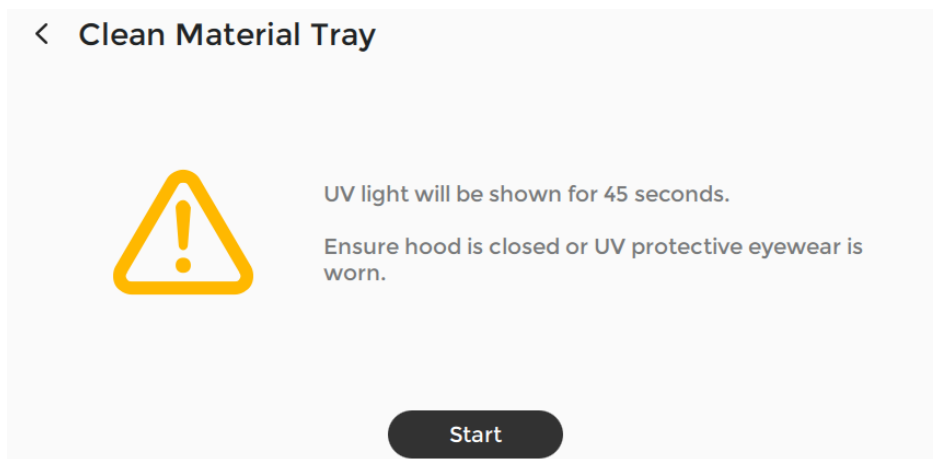 Clean Material Tray
UV light will be shown for 45 seconds.
Ensure hood is closed or UV protective eyewear is
worn.
Start